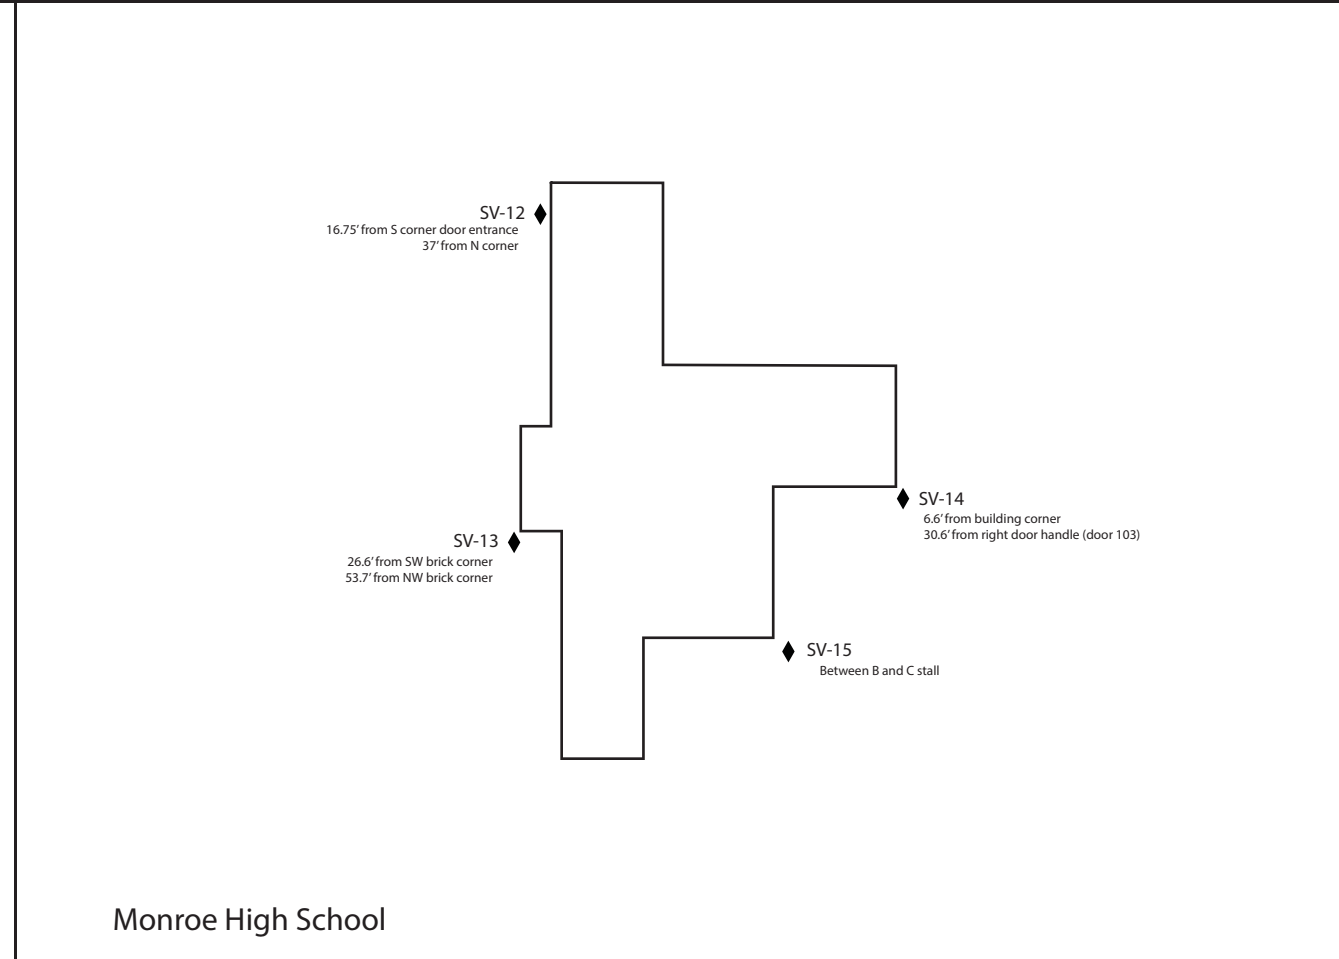 SV-12
16.75’ from S corner door entrance
37’ from N corner
SV-14
6.6’ from building corner
30.6’ from right door handle (door 103)
SV-13
26.6’ from SW brick corner
53.7’ from NW brick corner
SV-15
Between B and C stall
Monroe High School